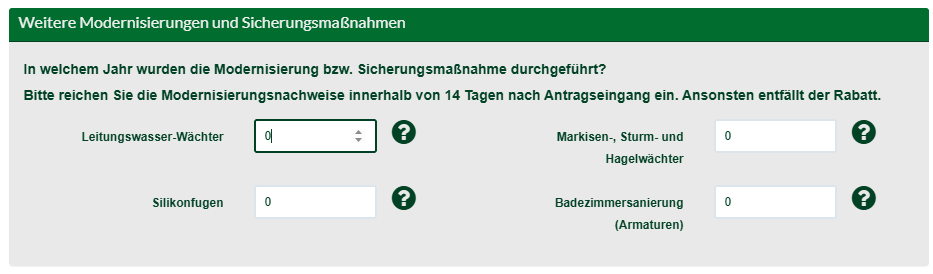 Weitere Modernisierungen und Sicherungsmaßnahmen
In welchem Jahr wurden die Modernisierung bzw. Sicherungsmaßnahme durchgeführt?
Bitte reichen Sie die Modernisierungsnachweise innerhalb von 14 Tagen nach Antragseingang ein. Ansonsten entfällt der Rabatt.
Leitungswasser-Wächter 0 ? Markisen-, Sturm- und 0 ?
Hagelwächter
Silikonfugen 0 ? Badezimmersanierung 0 ?
(Armaturen)